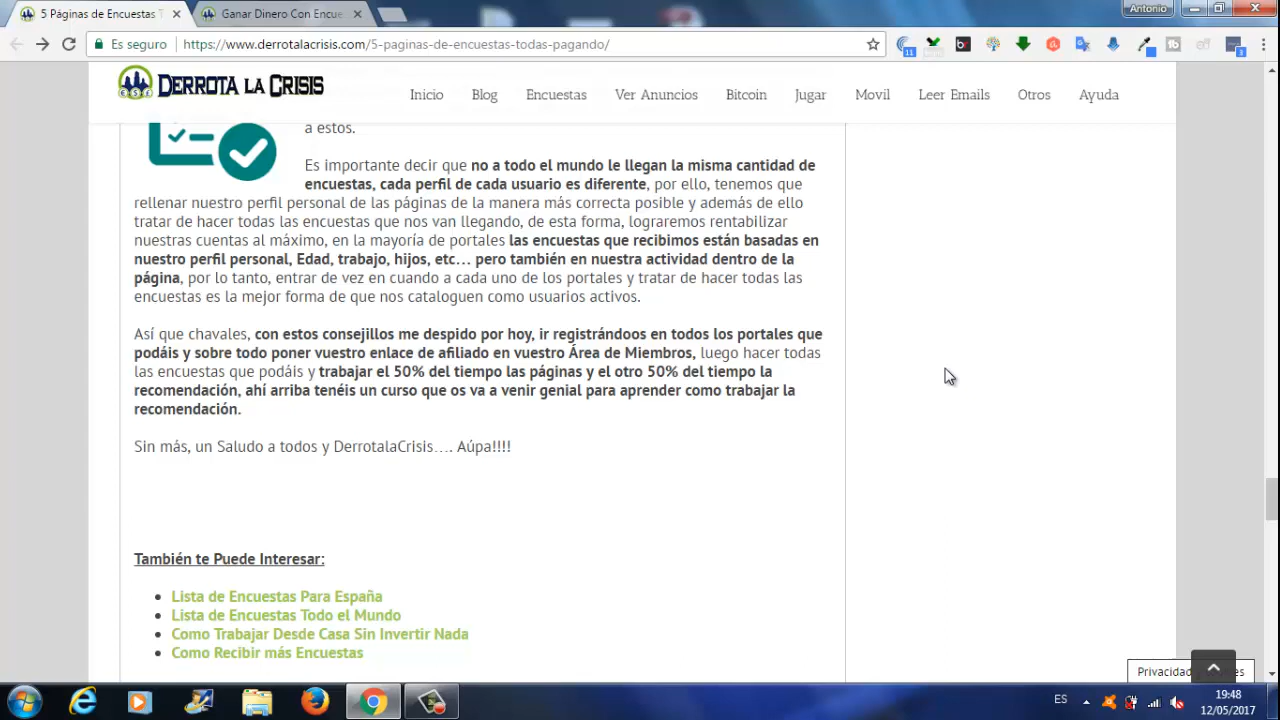 5 Páginas de Encuestas T
Ganar Dinero Con Encue
Antonio
Es seguro
https://www.derrotalacrisis.com/5-paginas-de-encuestas-todas-pagando/
11
3
DERROTA LA CRISIS
Inicio
Blog
Encuestas
Ver Anuncios
Bitcoin
Jugar
Movil
Leer Emails
Otros
Ayuda
a estos.
Es importante decir que no a todo el mundo le llegan la misma cantidad de
encuestas, cada perfil de cada usuario es diferente, por ello, tenemos que
rellenar nuestro perfil personal de las páginas de la manera más correcta posible y además de ello
tratar de hacer todas las encuestas que nos van llegando, de esta forma, lograremos rentabilizar
nuestras cuentas al máximo, en la mayoría de portales las encuestas que recibimos están basadas en
nuestro perfil personal, Edad, trabajo, hijos, etc… pero también en nuestra actividad dentro de la
página, por lo tanto, entrar de vez en cuando a cada uno de los portales y tratar de hacer todas las
encuestas es la mejor forma de que nos cataloguen como usuarios activos.
Así que chavales, con estos consejillos me despido por hoy, ir registrándoos en todos los portales que
podáis y sobre todo poner vuestro enlace de afiliado en vuestro Área de Miembros, luego hacer todas
las encuestas que podáis y trabajar el 50% del tiempo las páginas y el otro 50% del tiempo la
recomendación, ahí arriba tenéis un curso que os va a venir genial para aprender como trabajar la
recomendación.
Sin más, un Saludo a todos y DerrotalaCrisis…. Aúpa!!!!
También te Puede Interesar:
Lista de Encuestas Para España
Lista de Encuestas Todo el Mundo
Como Trabajar Desde Casa Sin Invertir Nada
Como Recibir más Encuestas
Privacidad
ES
19:48
12/05/2017